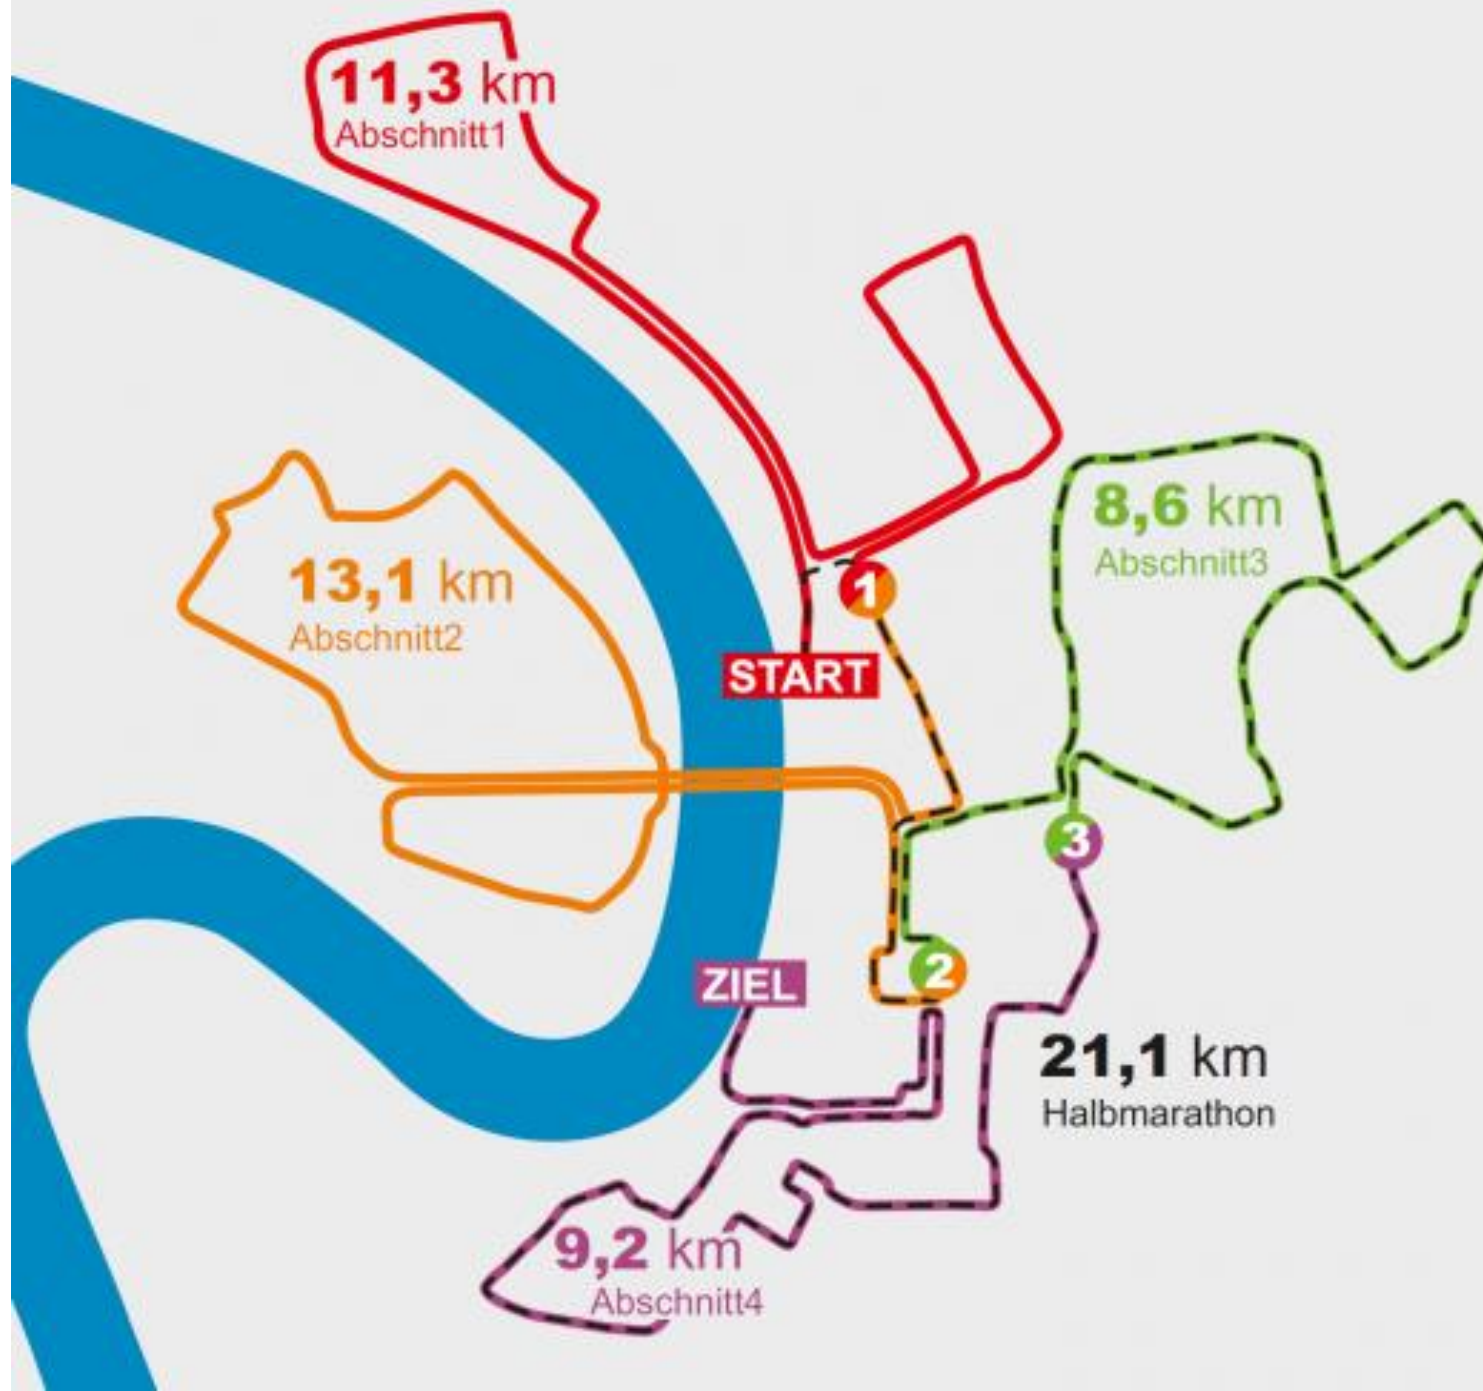 11,3 km
Abschnitt1
8,6 km
Abschnitt3
13,1 km
Abschnitt2
1
START
3
2
ZIEL
21,1 km
Halbmarathon
9,2 km
Abschnitt4